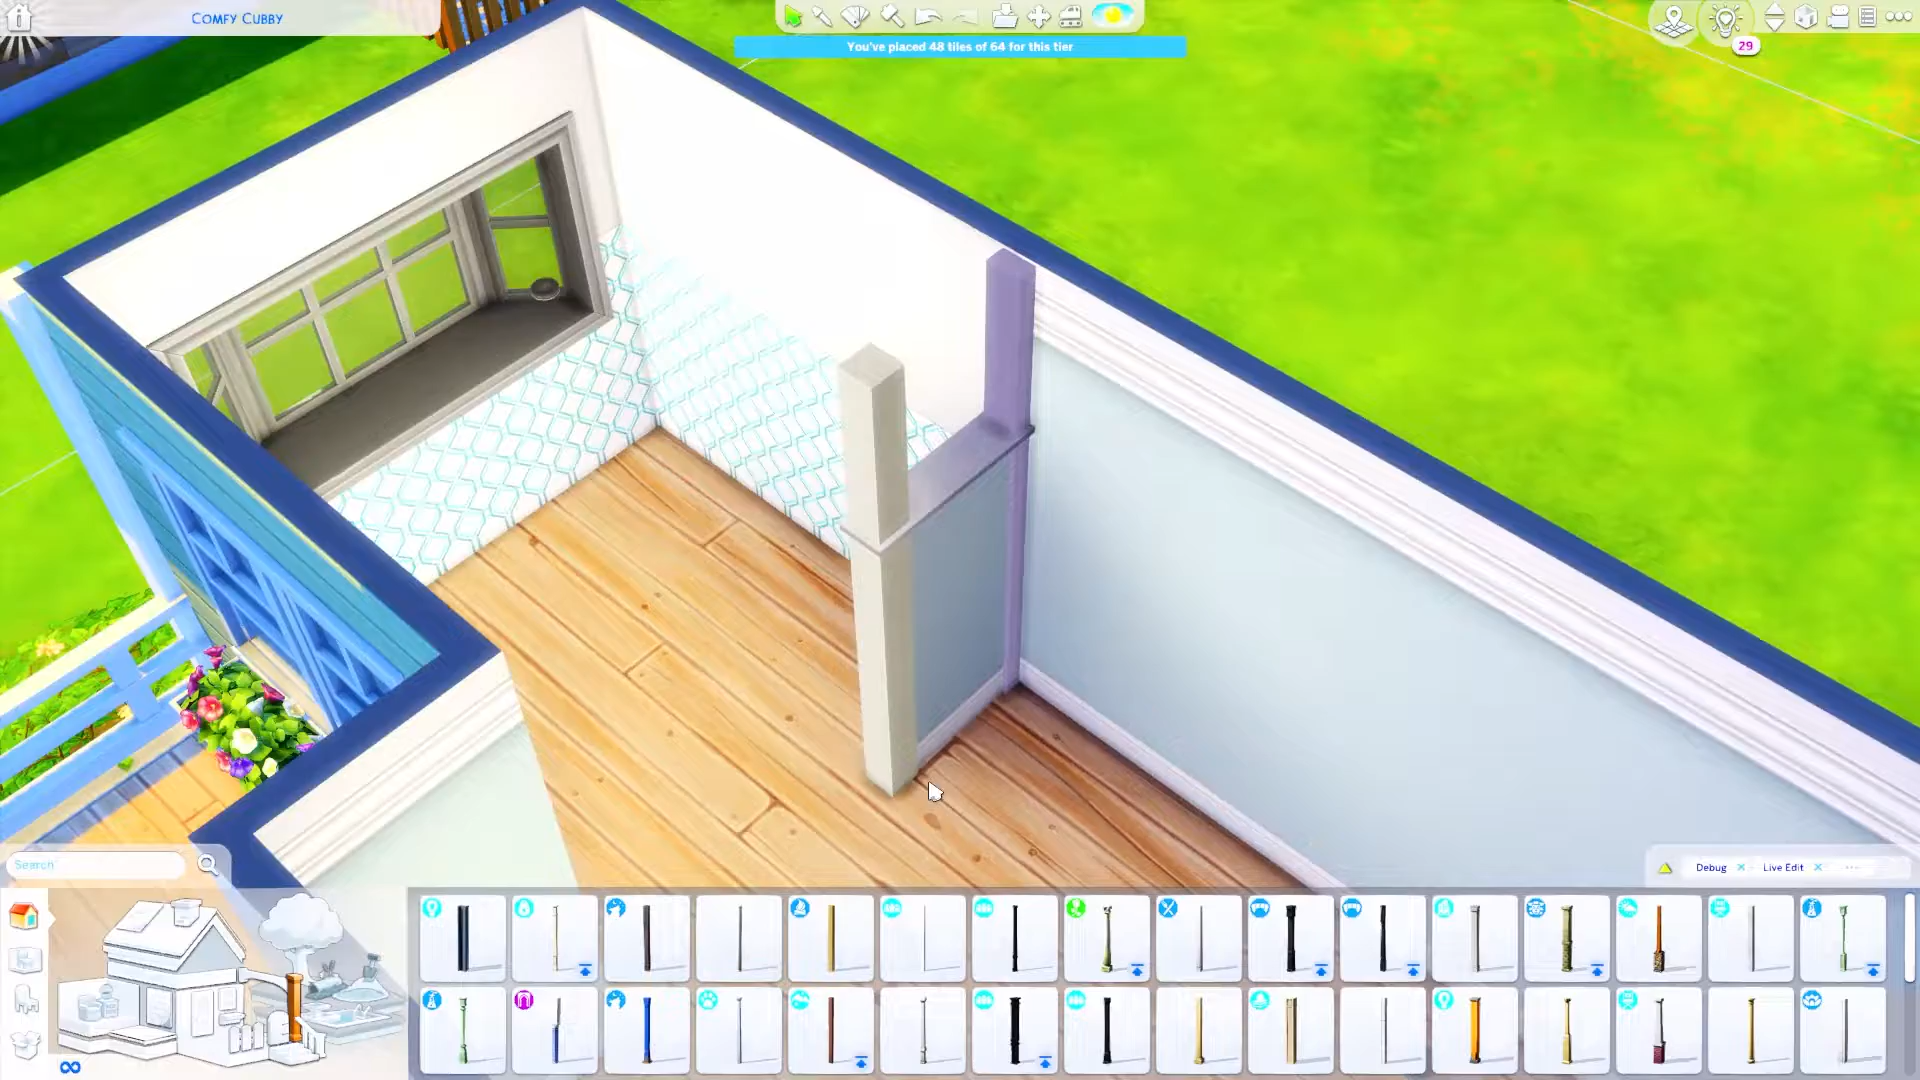 COMFY CUBBY
You've placed 48 tiles of 64 for this tier
29
Search
Debug
Live Edit